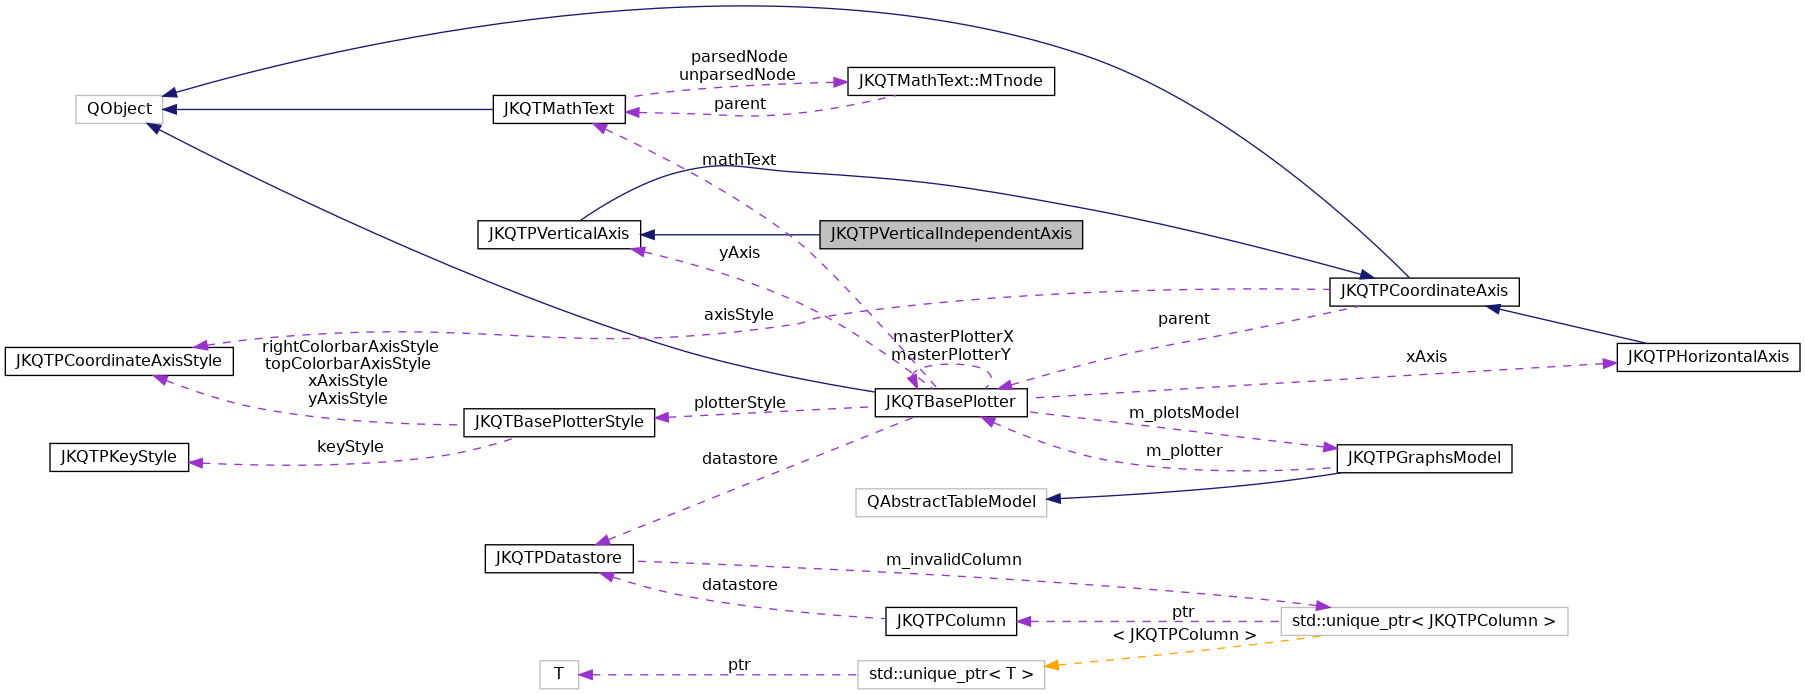 parsedNode
unparsedNode
JKQTMathText::MTnode
QObject
JKQTMathText
parent
mathText
JKQTPVerticalAxis
JKQTPVerticalIndependentAxis
yAxis
JKQTPCoordinateAxis
axisStyle
parent
masterPlotterX
masterPlotterY
rightColorbarAxisStyle
topColorbarAxisStyle
xAxisStyle
yAxisStyle
JKQTPCoordinateAxisStyle
xAxis
JKQTPHorizontalAxis
plotterStyle
JKQTBasePlotter
JKQTBasePlotterStyle
m_plotsModel
keyStyle
JKQTPKeyStyle
datastore
m_plotter
JKQTPGraphsModel
QAbstractTableModel
JKQTPDatastore
m_invalidColumn
datastore
JKQTPColumn
ptr
std::unique_ptr< JKQTPColumn >
< JKQTPColumn >
T
ptr
std::unique_ptr< T >